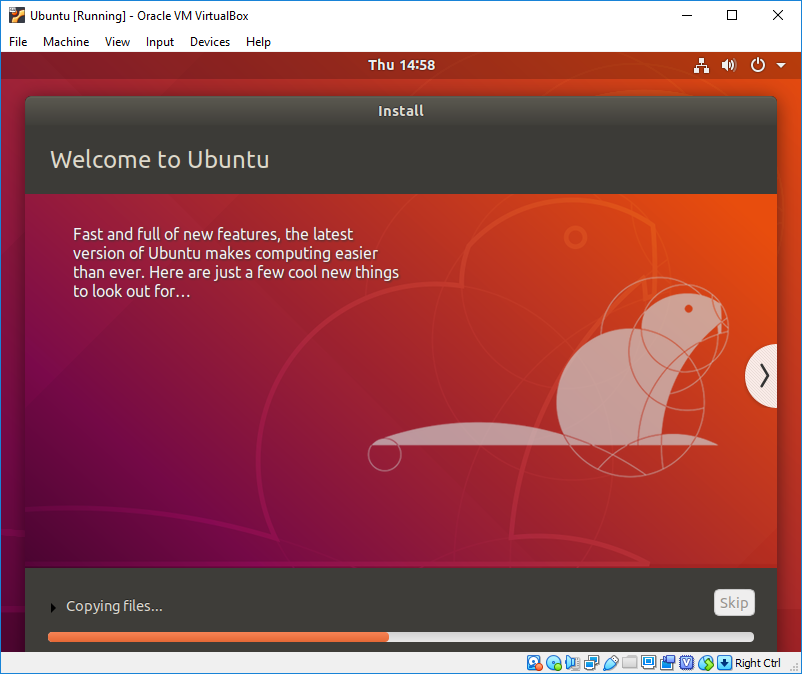 Ubuntu [Running] - Oracle VM VirtualBox
File Machine View Input Devices Help
Thu 14:58
Install
Welcome to Ubuntu
Fast and full of new features, the latest
version of Ubuntu makes computing easier
than ever. Here are just a few cool new things
to look out for…
Copying files...
Skip
Right Ctrl